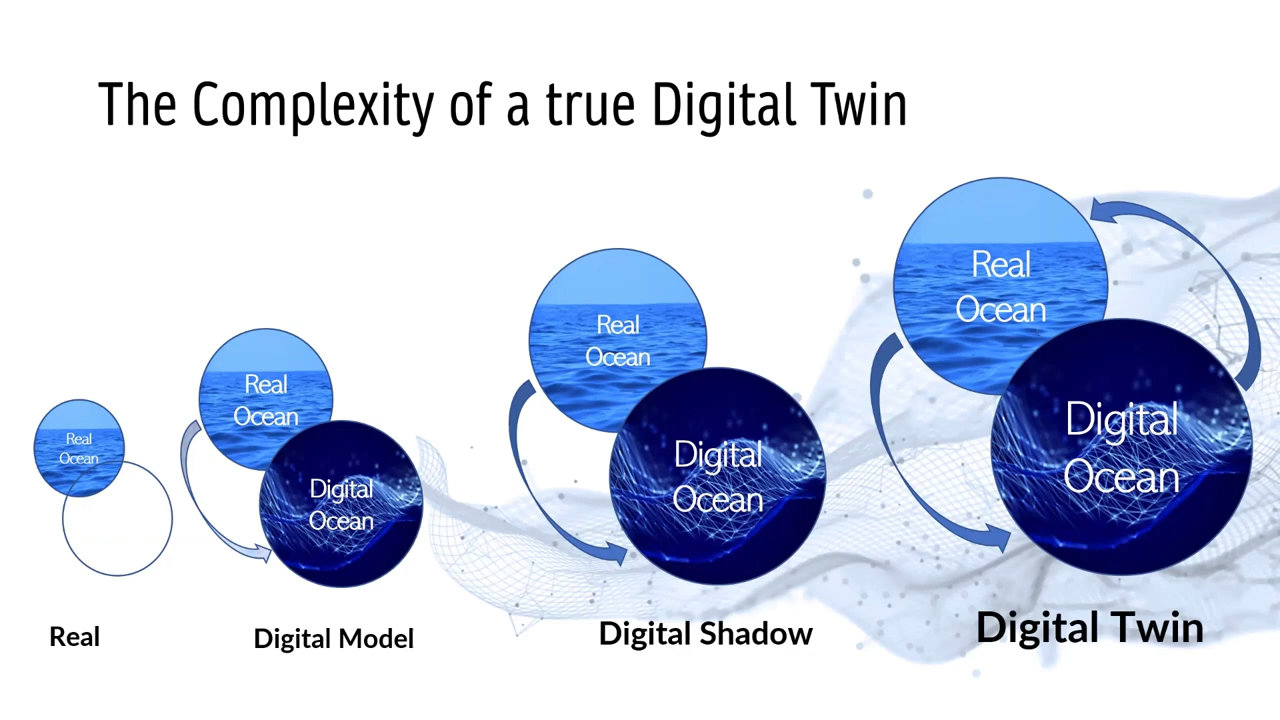 The Complexity of a true Digital Twin
Real
Ocean
Real
Real
Ocean
Digital
Ocean
Digital Model
Real
Ocean
Digital
Ocean
Digital Shadow
Real
Ocean
Digital
Ocean
Digital Twin